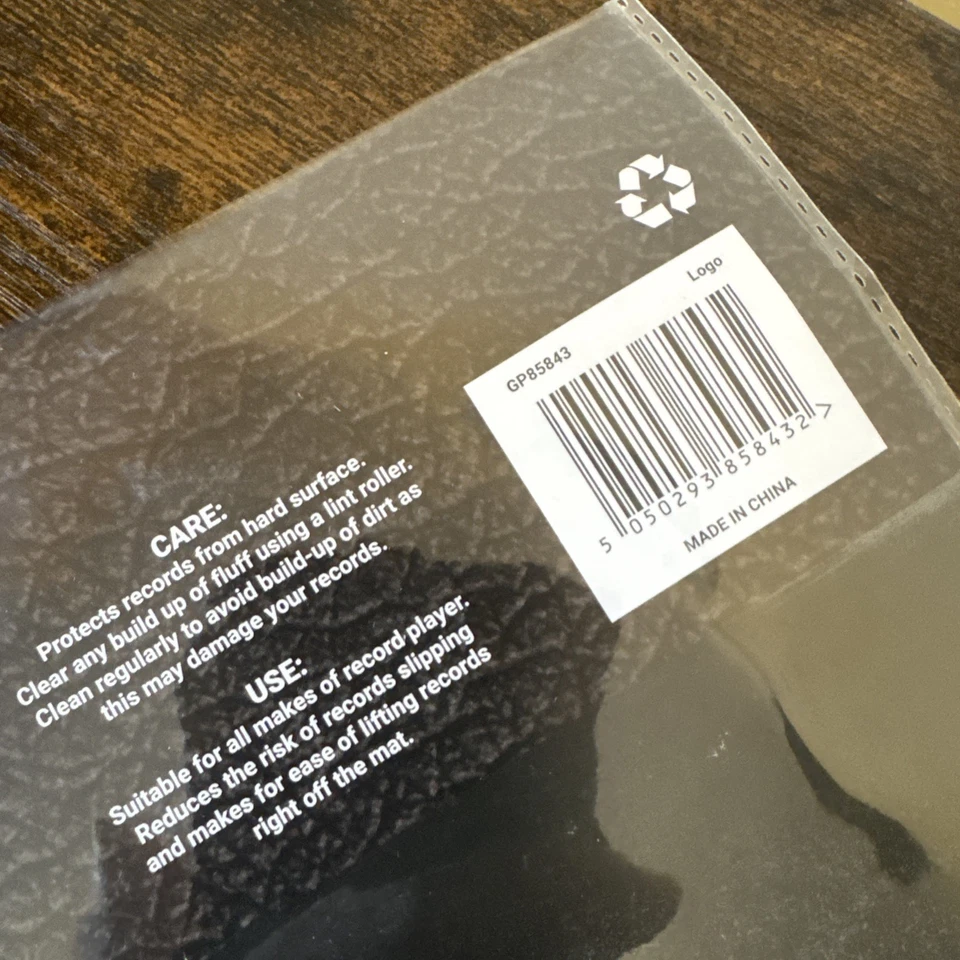 Logo
GP85843
5 050293 858432 >
MADE IN CHINA
CARE:
Protects records from hard surface.
Clear any build up of fluff using a lint roller.
Clean regularly to avoid build-up of dirt as
this may damage your records.
USE:
Suitable for all makes of record player.
Reduces the risk of records slipping
and makes for ease of lifting records
right off the mat.